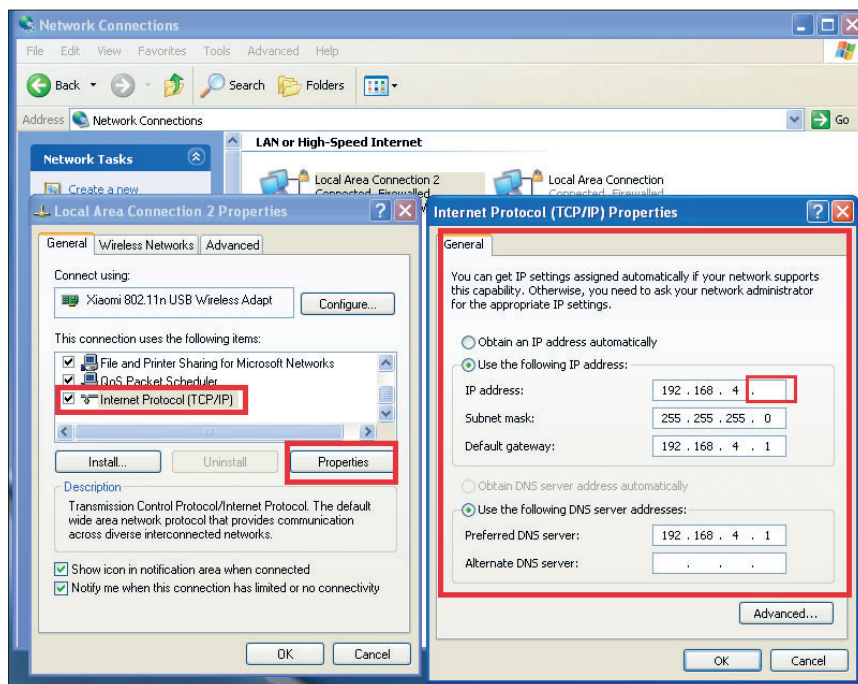 Network Connections
File Edit View Favorites Tools Advanced Help
Back Search Folders
Address Network Connections Go
LAN or High-Speed Internet
Network Tasks
Create a new
Local Area Connection 2
Connected, Firewalled
Local Area Connection
Connected, Firewalled
Local Area Connection 2 Properties
General Wireless Networks Advanced
Connect using:
Xiaomi 802.11n USB Wireless Adapt Configure...
This connection uses the following items:
File and Printer Sharing for Microsoft Networks
QoS Packet Scheduler
Internet Protocol (TCP/IP)
Install... Uninstall Properties
Description
Transmission Control Protocol/Internet Protocol. The default
wide area network protocol that provides communication
across diverse interconnected networks.
Show icon in notification area when connected
Notify me when this connection has limited or no connectivity
OK Cancel
Internet Protocol (TCP/IP) Properties
General
You can get IP settings assigned automatically if your network supports
this capability. Otherwise, you need to ask your network administrator
for the appropriate IP settings.
Obtain an IP address automatically
Use the following IP address:
IP address: 192 . 168 . 4 .
Subnet mask: 255 . 255 . 255 . 0
Default gateway: 192 . 168 . 4 . 1
Obtain DNS server address automatically
Use the following DNS server addresses:
Preferred DNS server: 192 . 168 . 4 . 1
Alternate DNS server: . . .
Advanced...
OK Cancel